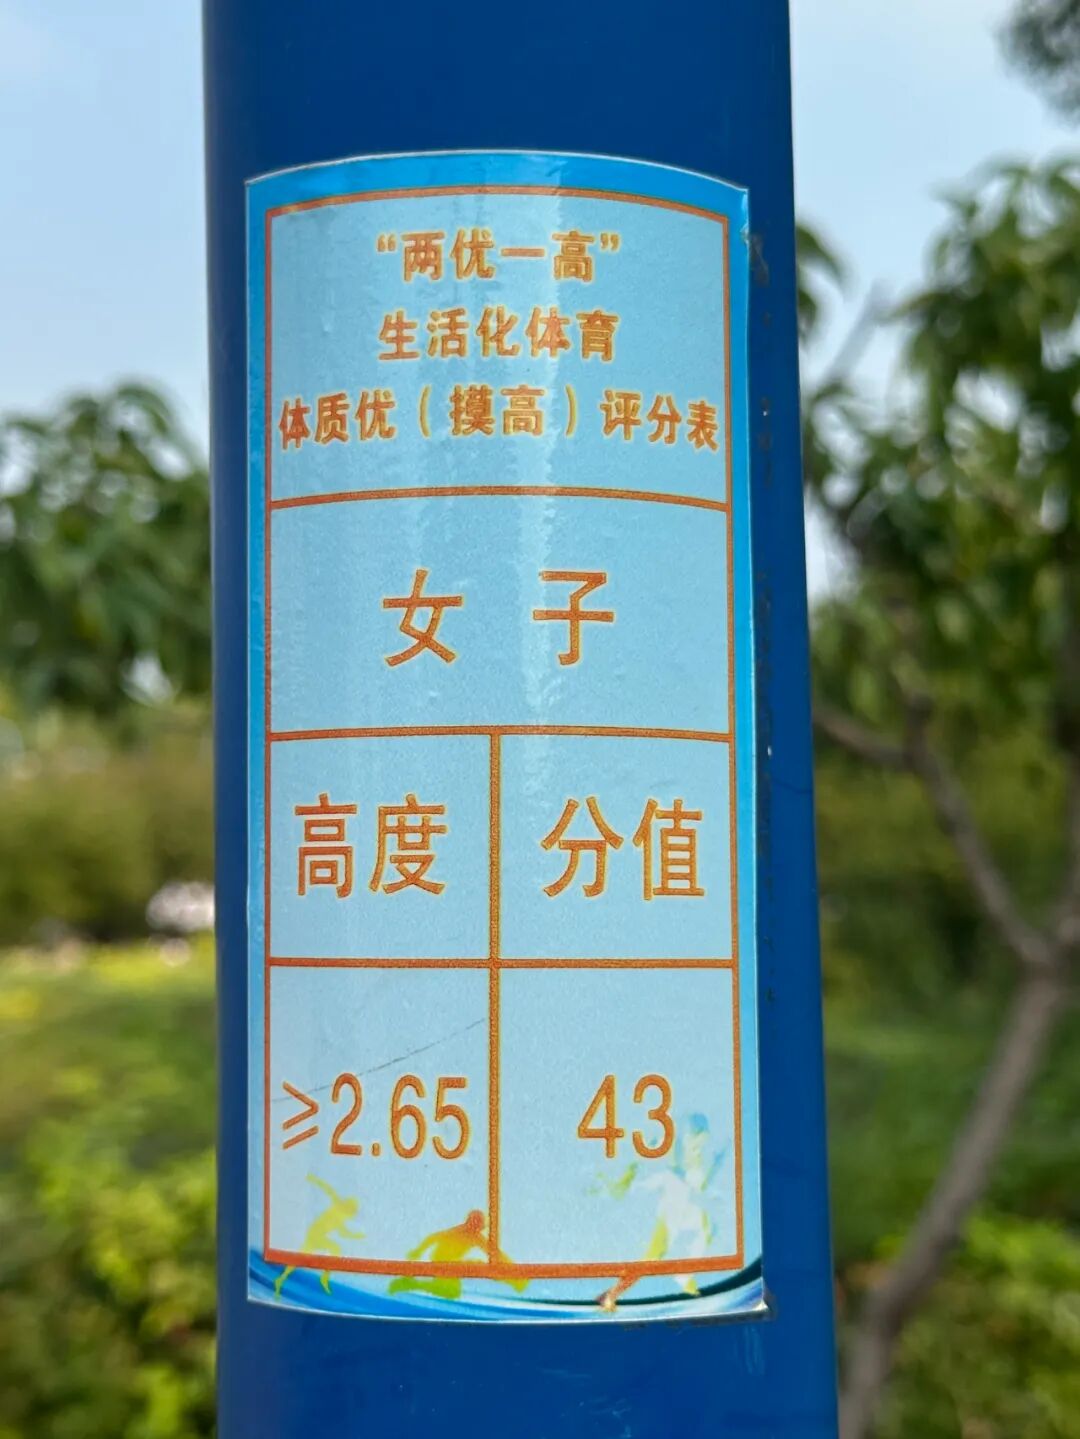 “两优一高”
生活化体育
体质优（摸高）评分表
女 子
高度 分值
≥2.65 43